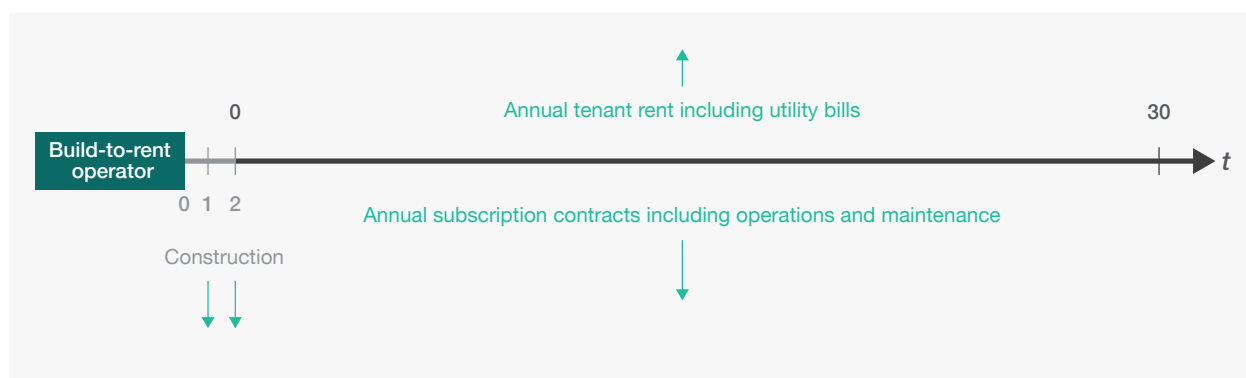 Annual tenant rent including utility bills
0
30
Build-to-rent
operator
t
0 1 2
Annual subscription contracts including operations and maintenance
Construction